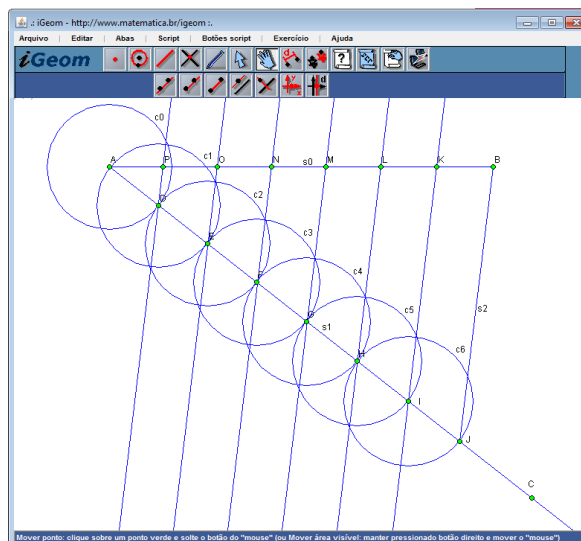 .: iGeom - http://www.matematica.br/igeom :.
Arquivo | Editar | Abas | Script | Botões script | Exercício | Ajuda
iGeom
c0
A P O N s0 M L K B
c1
D
c2
E
c3
F
c4
G
s1
c5
s2
H
c6
I
J
C
Mover ponto: clique sobre um ponto verde e solte o botão do "mouse" (ou Mover área visível: manter pressionado botão direito e mover o "mouse")